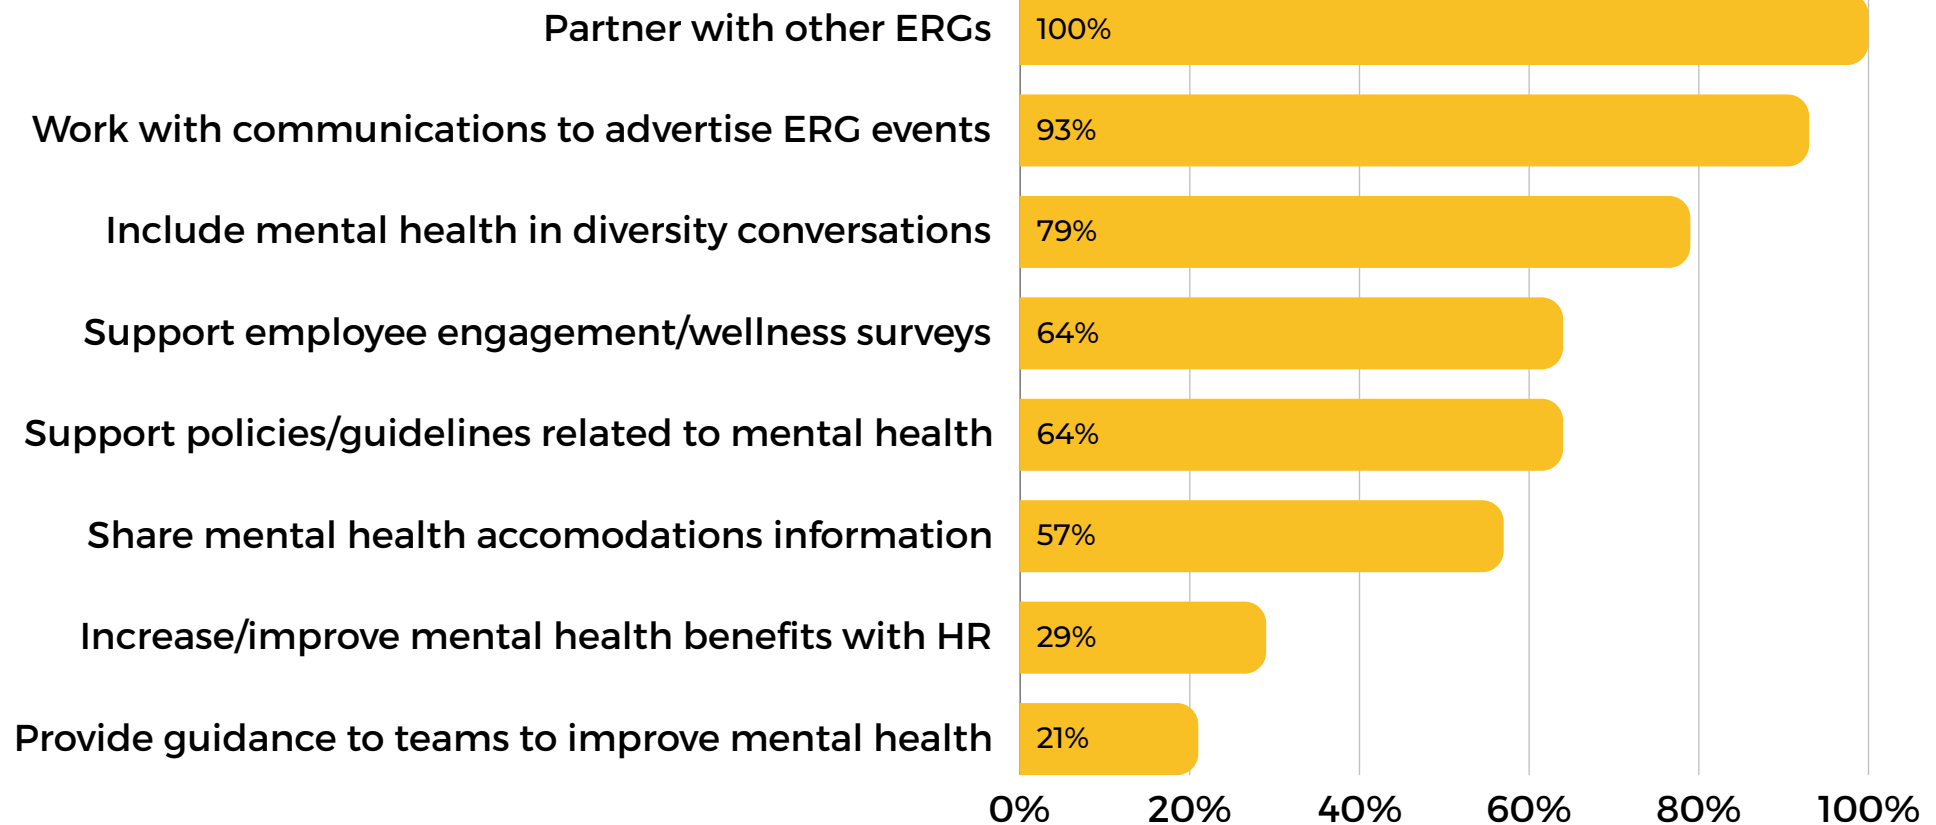 Partner with other ERGs 100%
Work with communications to advertise ERG events 93%
Include mental health in diversity conversations 79%
Support employee engagement/wellness surveys 64%
Support policies/guidelines related to mental health 64%
Share mental health accomodations information 57%
Increase/improve mental health benefits with HR 29%
Provide guidance to teams to improve mental health 21%
0% 20% 40% 60% 80% 100%